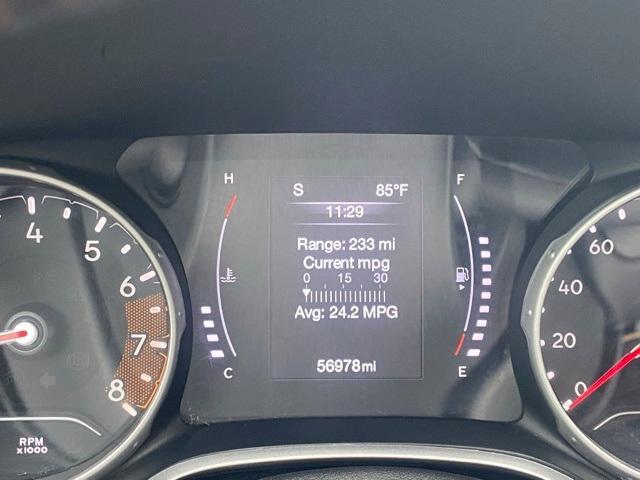 H
S 85°F
F
11:29
Range: 233 mi
Current mpg
0 15 30
Avg: 24.2 MPG
56978mi
C
E
4
5
6
7
8
RPM
x1000
60
40
20
0